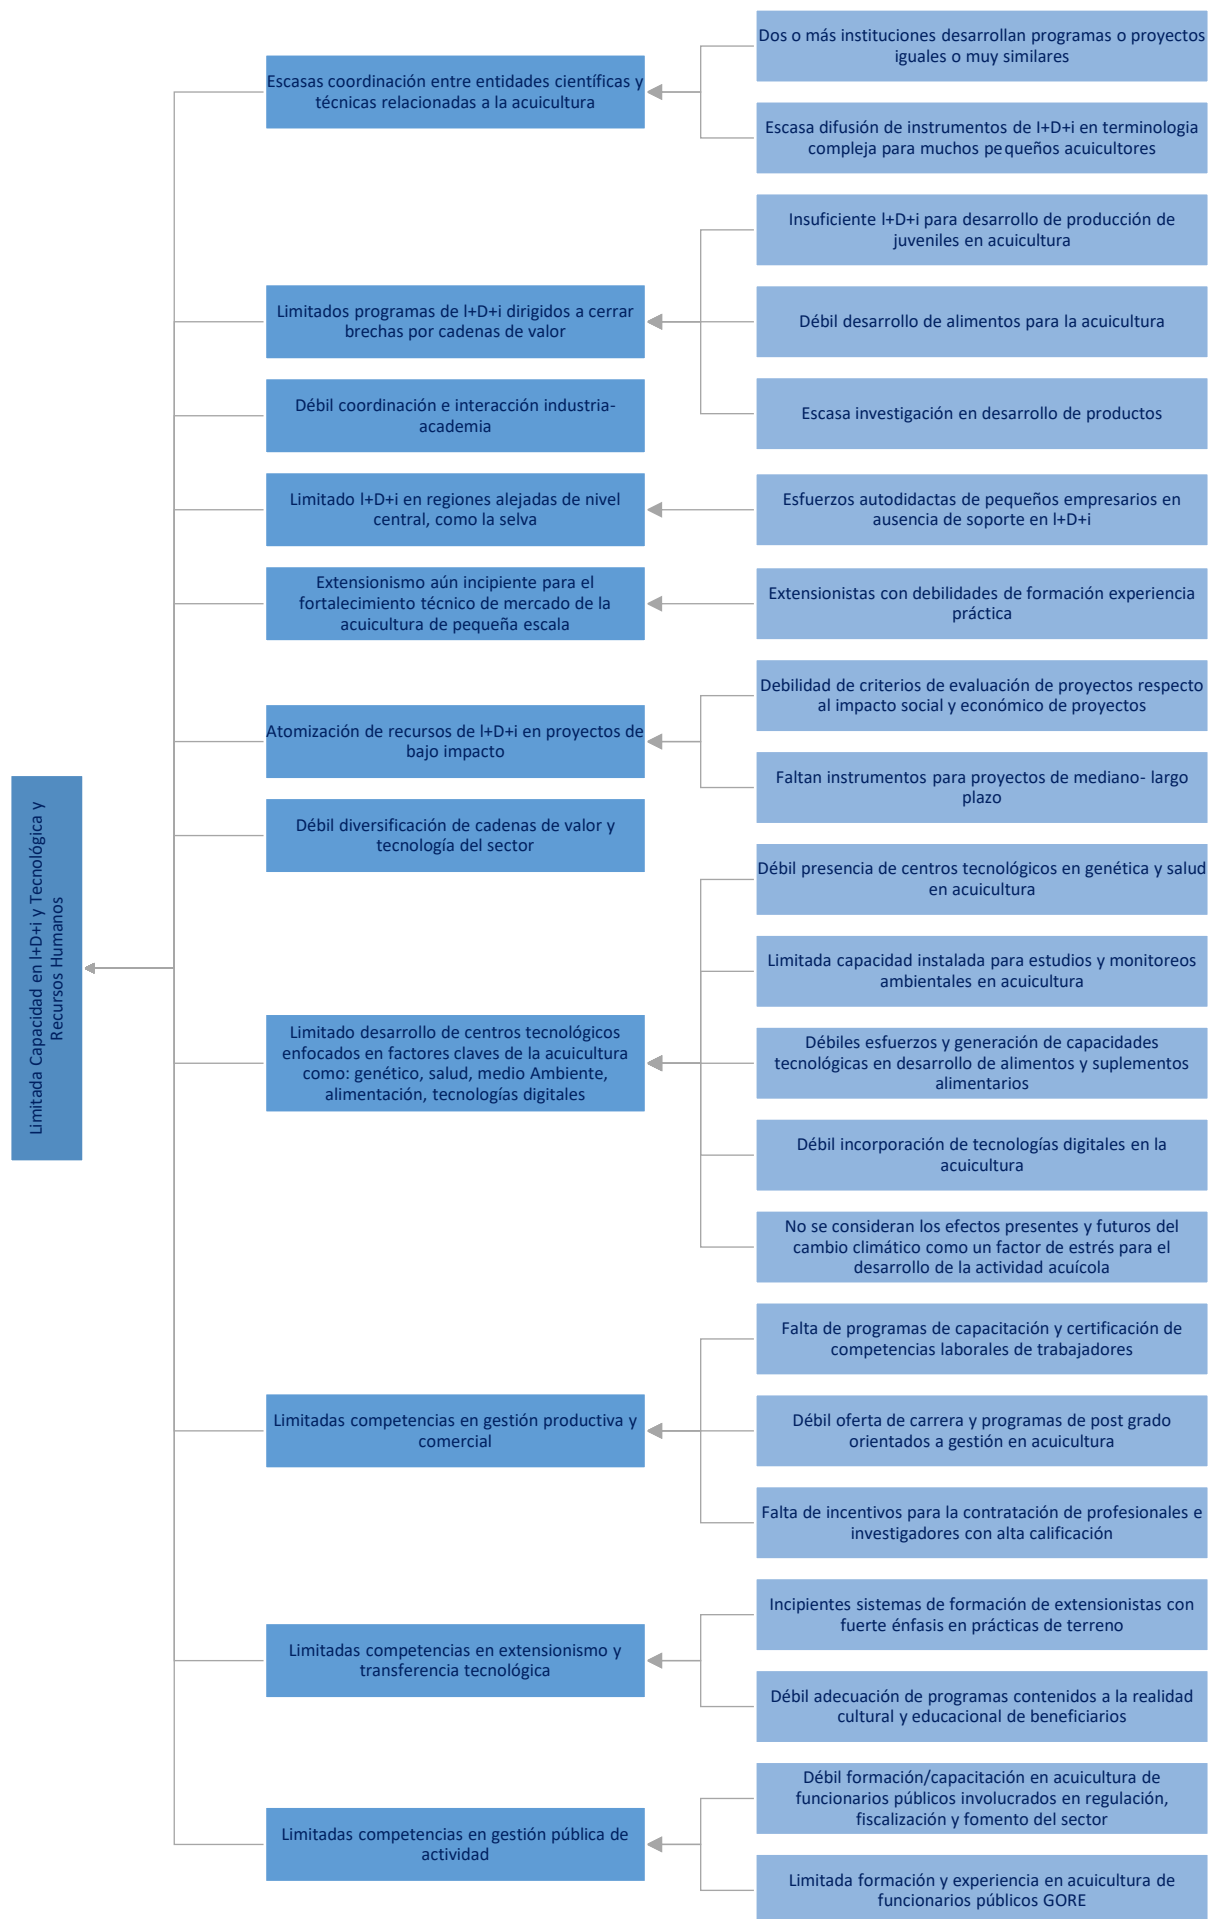 Limitada Capacidad en I+D+i y Tecnológica y
Recursos Humanos
Escasas coordinación entre entidades científicas y
técnicas relacionadas a la acuicultura
Dos o más instituciones desarrollan programas o proyectos
iguales o muy similares
Escasa difusión de instrumentos de I+D+i en terminologia
compleja para muchos pequeños acuicultores
Limitados programas de I+D+i dirigidos a cerrar
brechas por cadenas de valor
Insuficiente I+D+i para desarrollo de producción de
juveniles en acuicultura
Débil desarrollo de alimentos para la acuicultura
Escasa investigación en desarrollo de productos
Débil coordinación e interacción industria-
academia
Limitado I+D+i en regiones alejadas de nivel
central, como la selva
Esfuerzos autodidactas de pequeños empresarios en
ausencia de soporte en I+D+i
Extensionismo aún incipiente para el
fortalecimiento técnico de mercado de la
acuicultura de pequeña escala
Extensionistas con debilidades de formación experiencia
práctica
Atomización de recursos de I+D+i en proyectos de
bajo impacto
Debilidad de criterios de evaluación de proyectos respecto
al impacto social y económico de proyectos
Faltan instrumentos para proyectos de mediano- largo
plazo
Débil diversificación de cadenas de valor y
tecnología del sector
Limitado desarrollo de centros tecnológicos
enfocados en factores claves de la acuicultura
como: genético, salud, medio Ambiente,
alimentación, tecnologías digitales
Débil presencia de centros tecnológicos en genética y salud
en acuicultura
Limitada capacidad instalada para estudios y monitoreos
ambientales en acuicultura
Débiles esfuerzos y generación de capacidades
tecnológicas en desarrollo de alimentos y suplementos
alimentarios
Débil incorporación de tecnologías digitales en la
acuicultura
No se consideran los efectos presentes y futuros del
cambio climático como un factor de estrés para el
desarrollo de la actividad acuícola
Limitadas competencias en gestión productiva y
comercial
Falta de programas de capacitación y certificación de
competencias laborales de trabajadores
Débil oferta de carrera y programas de post grado
orientados a gestión en acuicultura
Falta de incentivos para la contratación de profesionales e
investigadores con alta calificación
Limitadas competencias en extensionismo y
transferencia tecnológica
Incipientes sistemas de formación de extensionistas con
fuerte énfasis en prácticas de terreno
Débil adecuación de programas contenidos a la realidad
cultural y educacional de beneficiarios
Limitadas competencias en gestión pública de
actividad
Débil formación/capacitación en acuicultura de
funcionarios públicos involucrados en regulación,
fiscalización y fomento del sector
Limitada formación y experiencia en acuicultura de
funcionarios públicos GORE